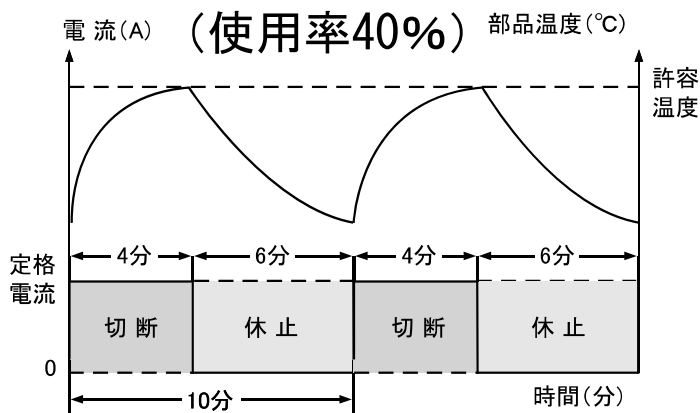 電 流(A)
(使用率40%)
部品温度(℃)
許容
温度
4分
6分
4分
6分
定格
電流
切 断
休 止
切 断
休 止
0
10分
時間(分)